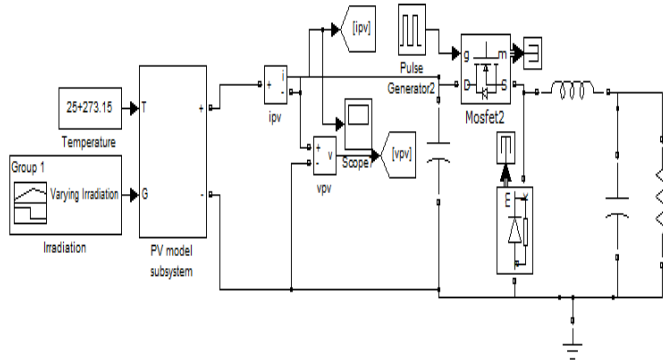 [ipv]
i
+
-
ipv
Pulse
Generator2
g
m
D
S
Mosfet2
25+273.15
Temperature
T
+
Group 1
Varying Irradiation
G
-
Irradiation
PV model
subsystem
+
-
v
vpv
Scope1
[vpv]
m
k